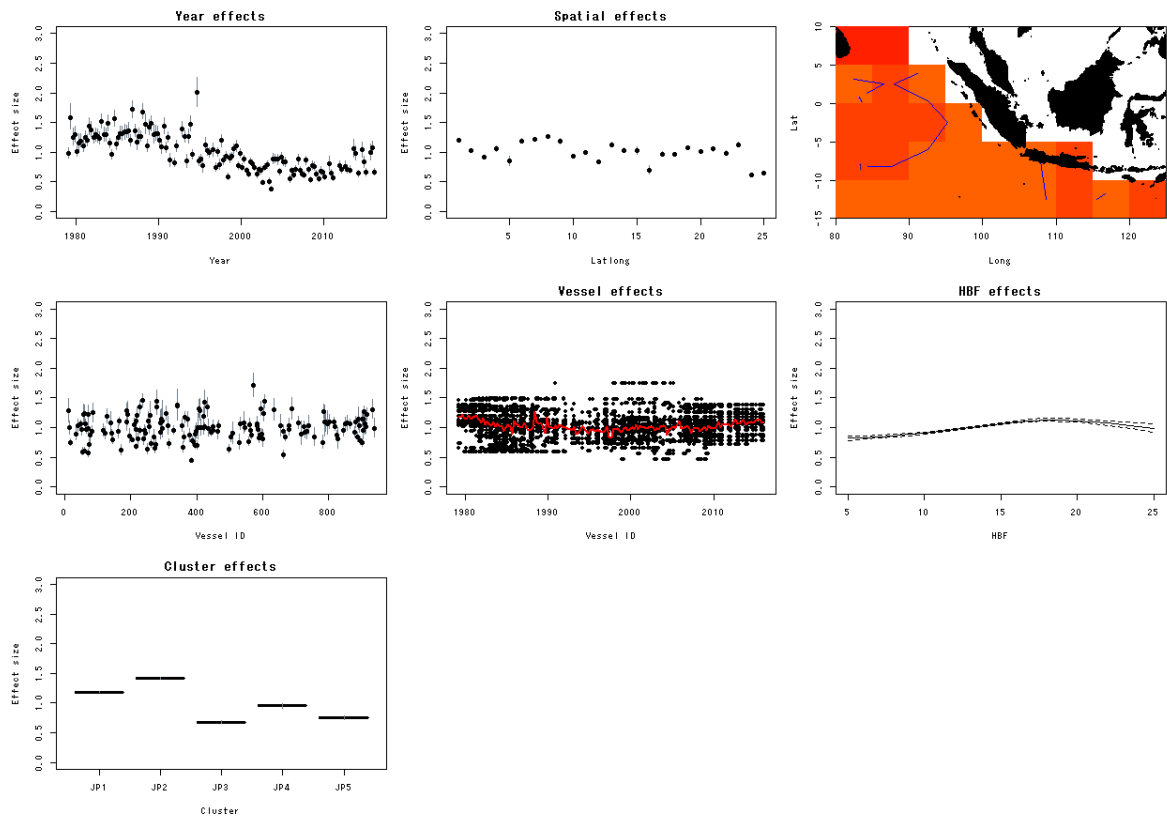 Year effects
Effect size
0.0 0.5 1.0 1.5 2.0 2.5 3.0
1980 1990 2000 2010
Year
Spatial effects
Effect size
0.0 0.5 1.0 1.5 2.0 2.5 3.0
5 10 15 20 25
Latlong
Lat
-15 -10 -5 0 5 10
80 90 100 110 120
Long
Effect size
0.0 0.5 1.0 1.5 2.0 2.5 3.0
0 200 400 600 800
Vessel ID
Vessel effects
Effect size
0.0 0.5 1.0 1.5 2.0 2.5 3.0
1980 1990 2000 2010
Vessel ID
HBF effects
Effect size
0.0 0.5 1.0 1.5 2.0 2.5 3.0
5 10 15 20 25
HBF
Cluster effects
Effect size
0.0 0.5 1.0 1.5 2.0 2.5 3.0
JP1 JP2 JP3 JP4 JP5
Cluster